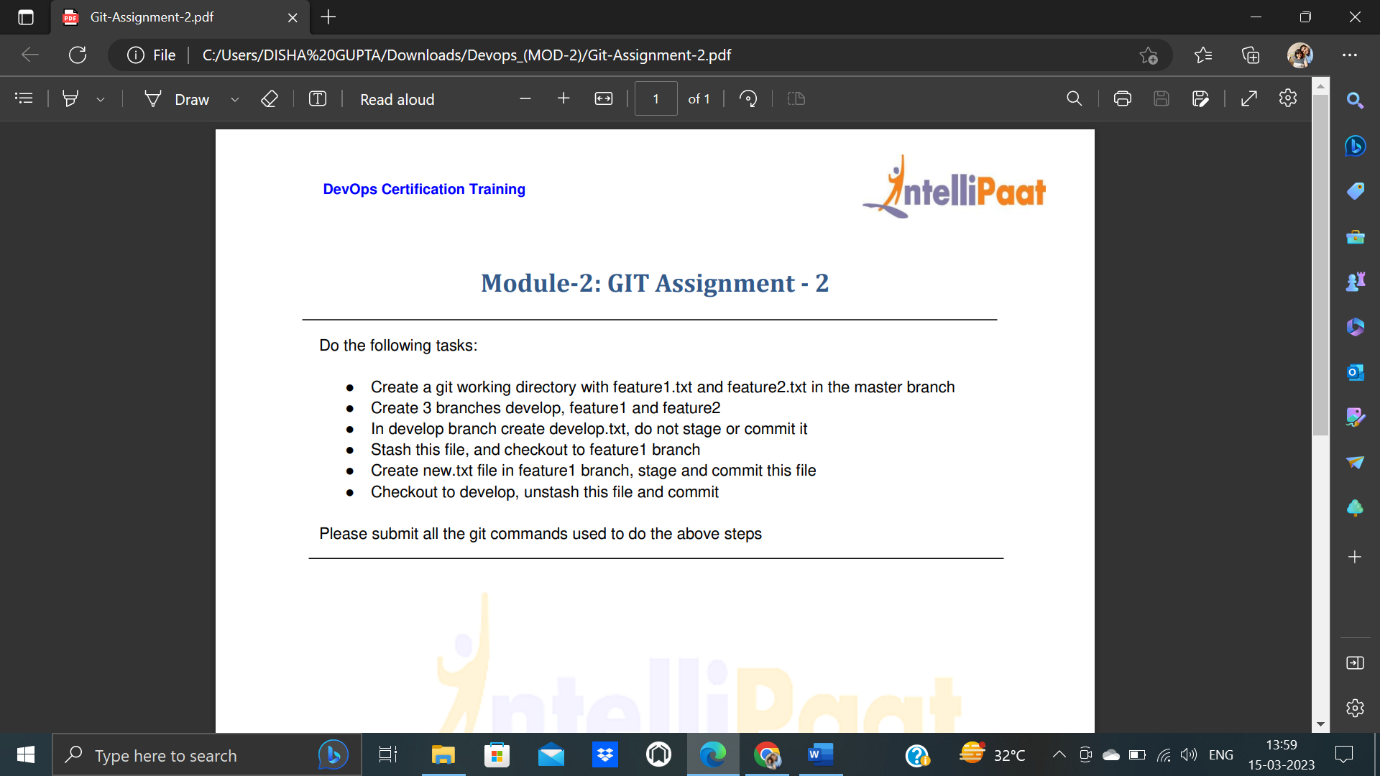 Git-Assignment-2.pdf
File
C:/Users/DISHA%20GUPTA/Downloads/Devops_(MOD-2)/Git-Assignment-2.pdf
Draw
Read aloud
1
of 1
DevOps Certification Training
IntelliPaat
Module-2: GIT Assignment - 2
Do the following tasks:
● Create a git working directory with feature1.txt and feature2.txt in the master branch
● Create 3 branches develop, feature1 and feature2
● In develop branch create develop.txt, do not stage or commit it
● Stash this file, and checkout to feature1 branch
● Create new.txt file in feature1 branch, stage and commit this file
● Checkout to develop, unstash this file and commit
Please submit all the git commands used to do the above steps
IntelliPaat
Type here to search
32°C
ENG
13:59
15-03-2023